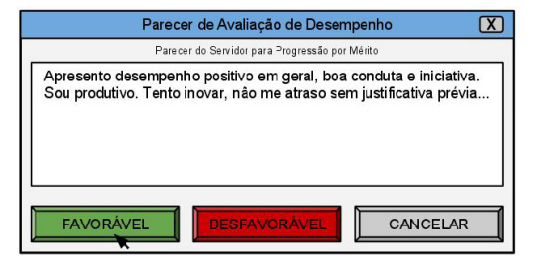 Parecer de Avaliação de Desempenho
X
Parecer do Servidor para Progressão por Mérito
Apresento desempenho positivo em geral, boa conduta e iniciativa.
Sou produtivo. Tento inovar, não me atraso sem justificativa prévia...
FAVORÁVEL
DESFAVORÁVEL
CANCELAR